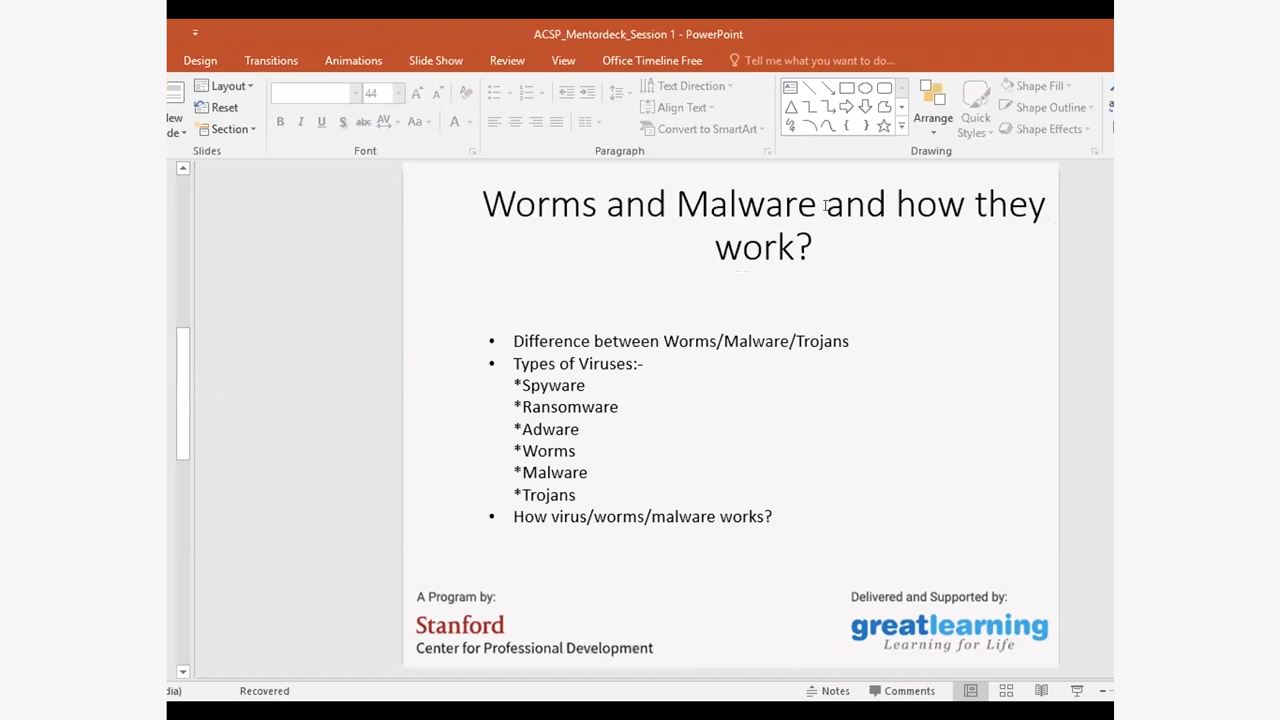 ACSP_Mentordeck_Session 1 - PowerPoint
Design Transitions Animations Slide Show Review View Office Timeline Free Tell me what you want to do...
Layout
Reset
Section
Slides
44
B I U S abc AV Aa A
Font
Text Direction
Align Text
Convert to SmartArt
Paragraph
Arrange
Quick Styles
Shape Fill
Shape Outline
Shape Effects
Drawing
Worms and Malware and how they
work?
• Difference between Worms/Malware/Trojans
• Types of Viruses:-
*Spyware
*Ransomware
*Adware
*Worms
*Malware
*Trojans
• How virus/worms/malware works?
A Program by:
Stanford
Center for Professional Development
Delivered and Supported by:
greatlearning
Learning for Life
Recovered
Notes Comments